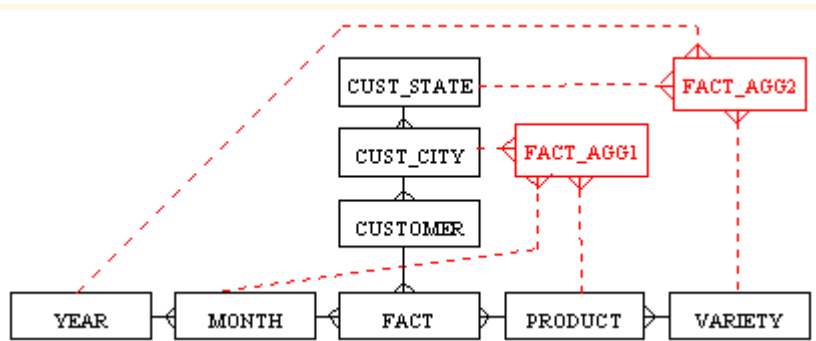 CUST_STATE
FACT_AGG2
CUST_CITY
FACT_AGG1
CUSTOMER
YEAR
MONTH
FACT
PRODUCT
VARIETY